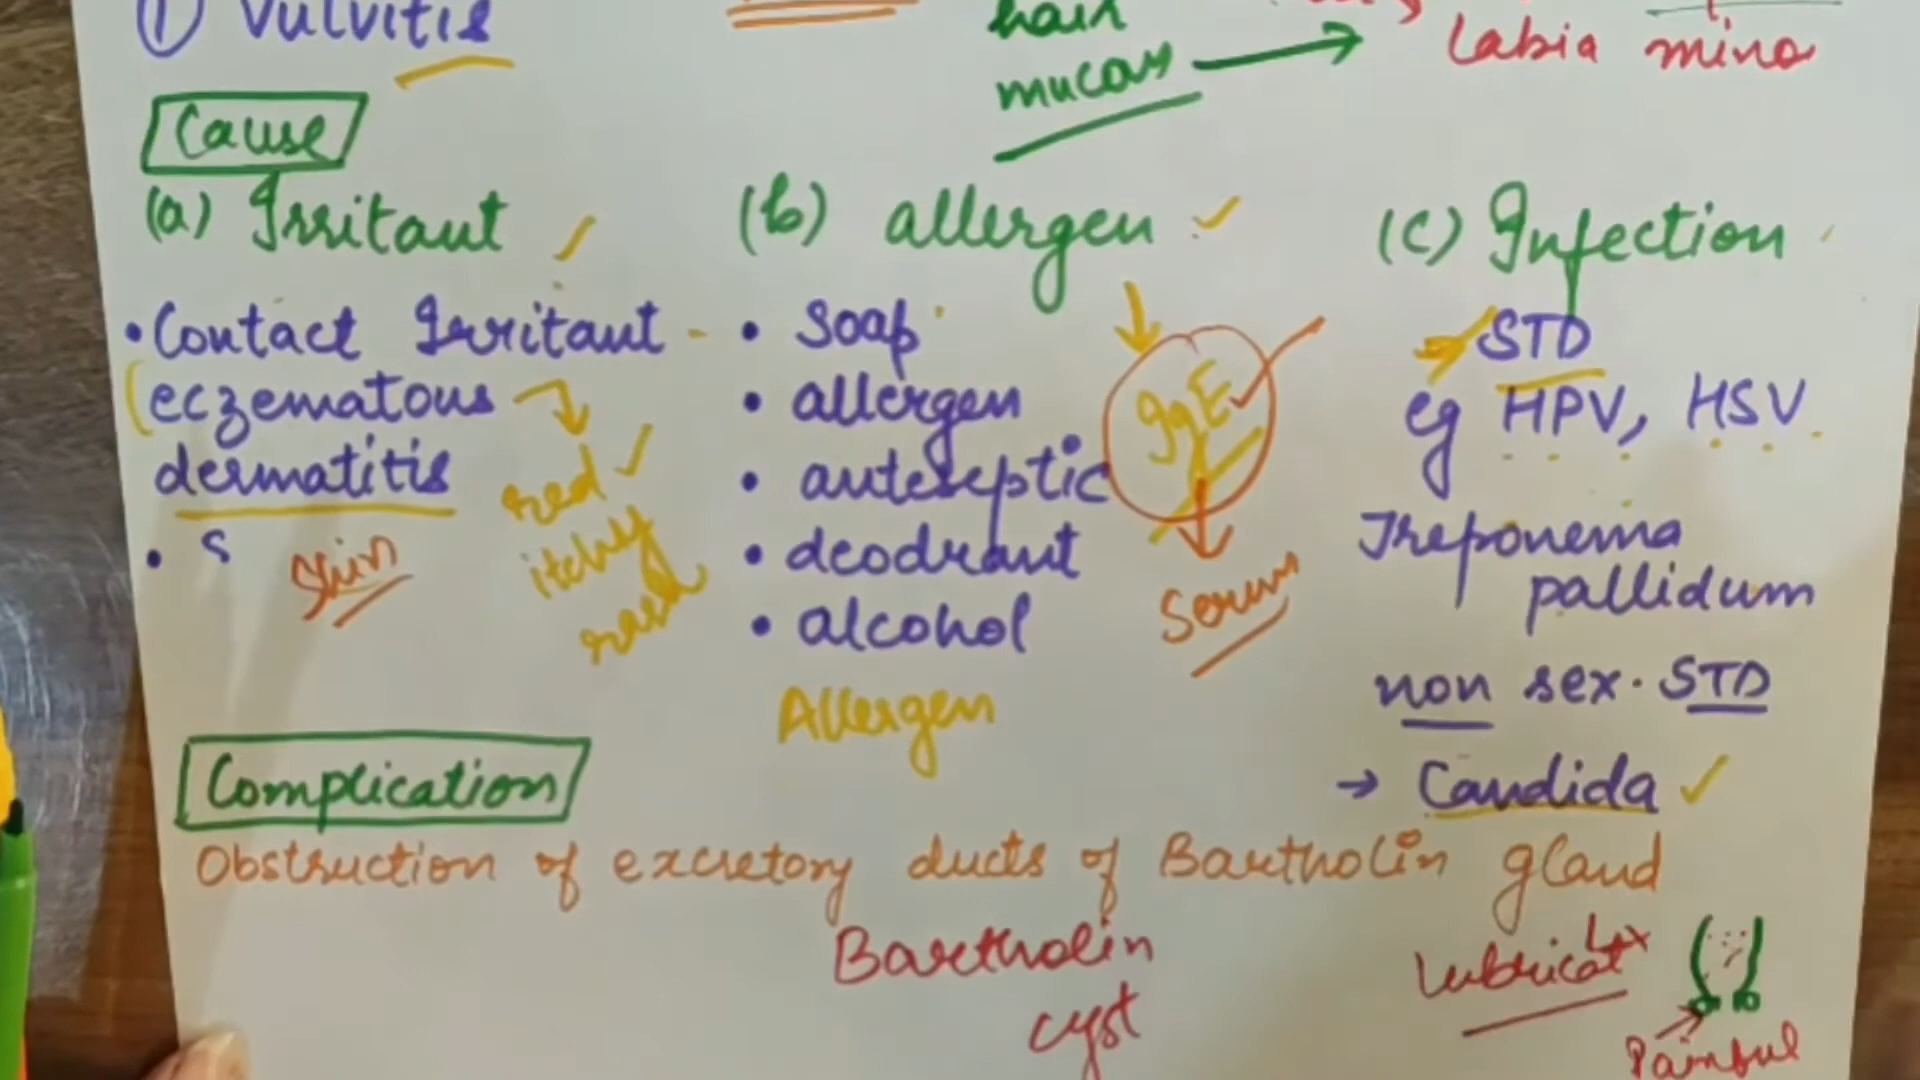 ① Vulvitis
hair
mucous → Labia mino
Cause
(a) Irritant
• Contact Irritant
(eczematous
dermatitis
• S
Skin
red
itchy
(b) allergen
• Soap
• allergen
• anteseptic
• deodrant
• alcohol
Allergen
IgE
Serum
(c) Infection
STD
eg HPV, HSV
Treponema
pallidum
non sex. STD
→ Candida
Complication
Obstruction of excretory ducts of Bartholin gland
Bartholin
cyst
Lubricat
Painful